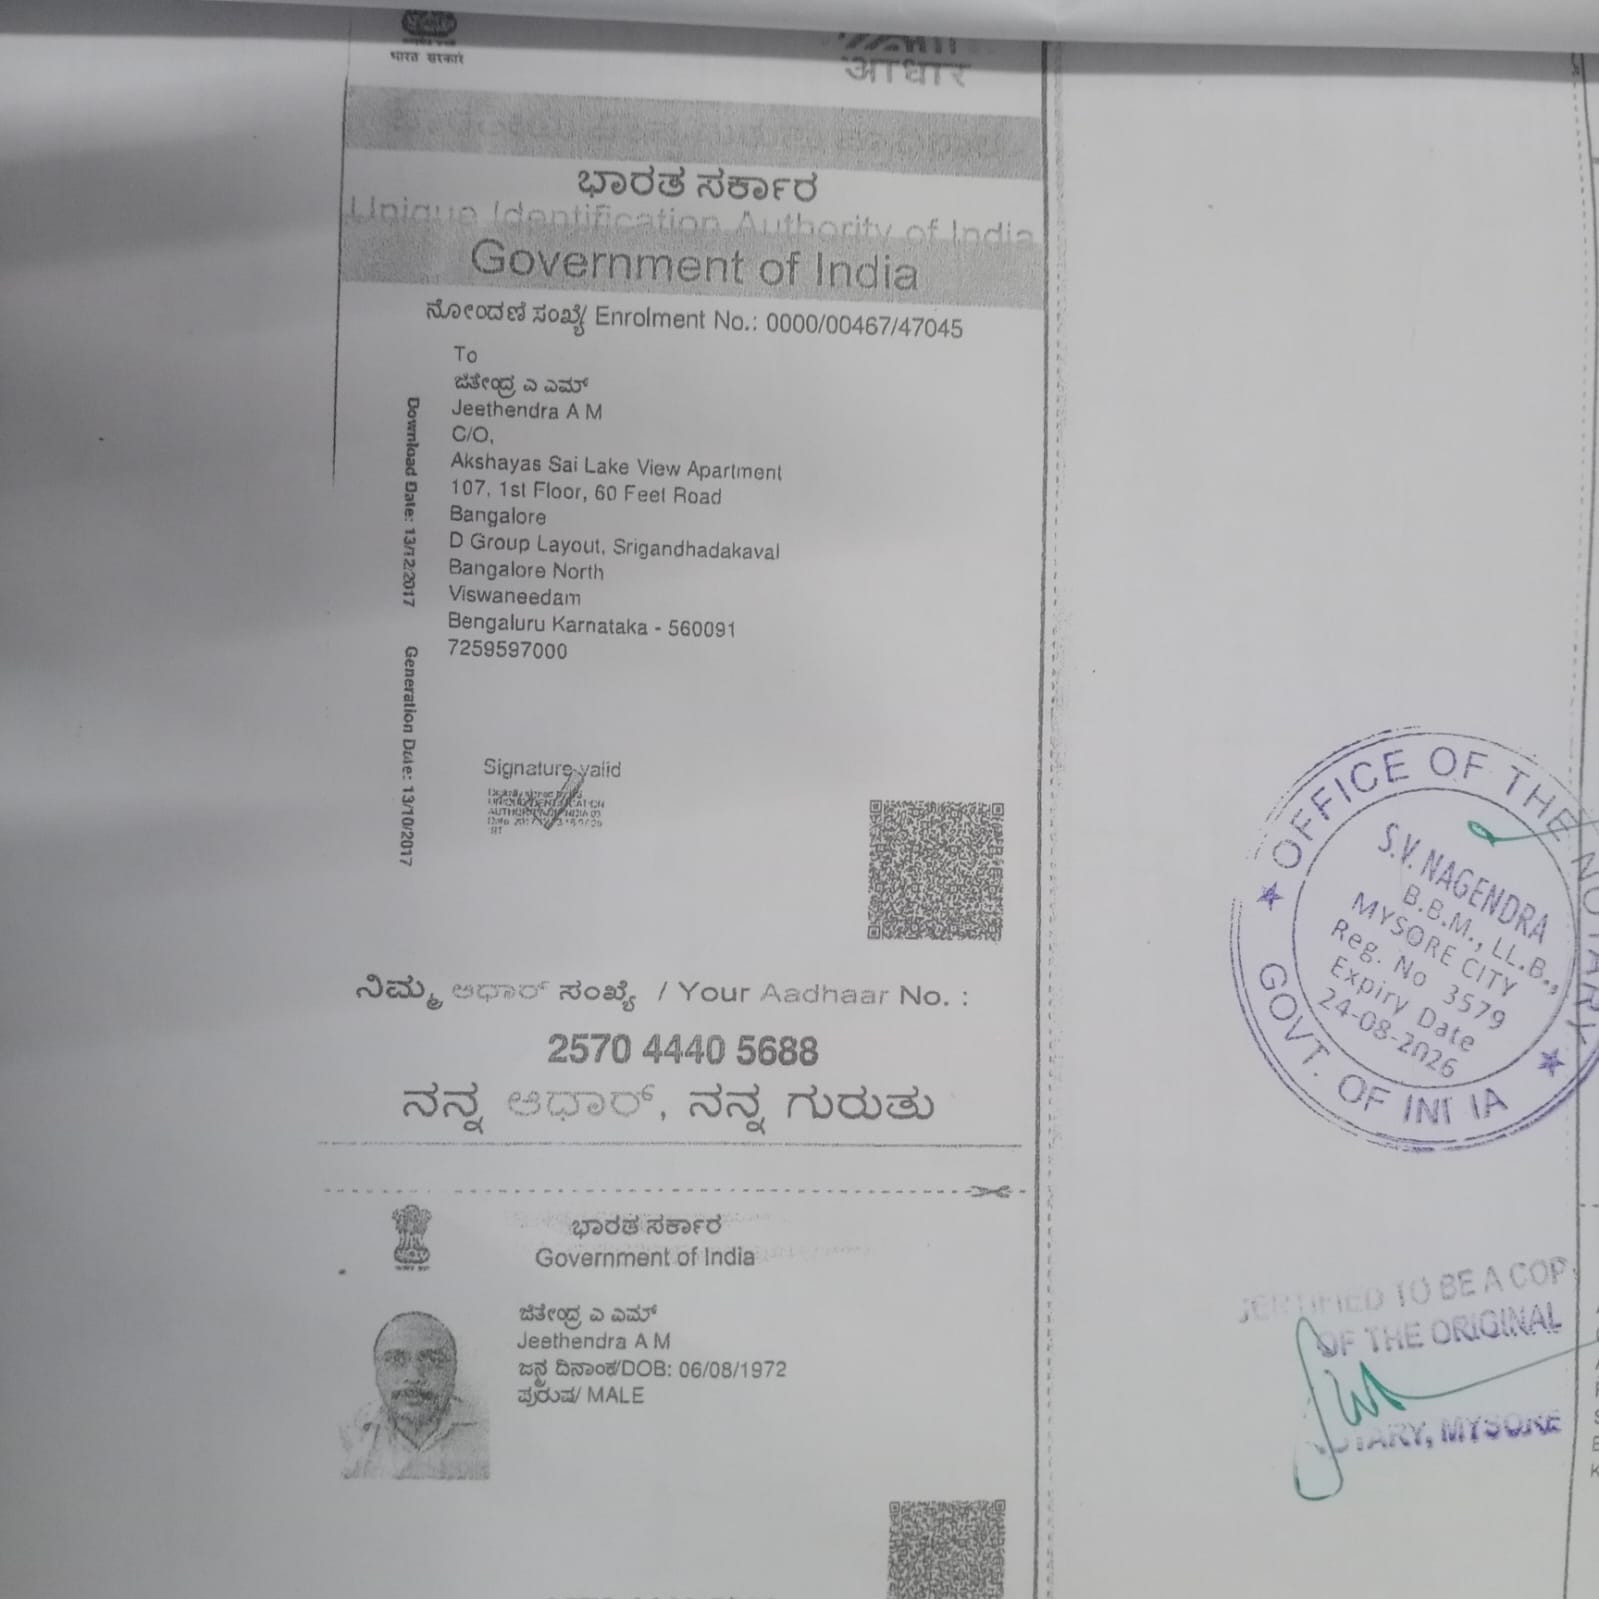 भारत सरकार
आधार
ಭಾರತ ಸರ್ಕಾರ
Unique Identification Authority of India
Government of India
ನೋಂದಣಿ ಸಂಖ್ಯೆ/ Enrolment No.: 0000/00467/47045
To
ಜಿತೇಂದ್ರ ಎ ಎಮ್
Jeethendra A M
C/O,
Akshayas Sai Lake View Apartment
107, 1st Floor, 60 Feet Road
Bangalore
D Group Layout, Srigandhadakaval
Bangalore North
Viswaneedam
Bengaluru Karnataka - 560091
7259597000
Download Date: 13/12/2017
Generation Date: 13/10/2017
Signature valid
ನಿಮ್ಮ ಆಧಾರ್ ಸಂಖ್ಯೆ / Your Aadhaar No. :
2570 4440 5688
ನನ್ನ ಆಧಾರ್, ನನ್ನ ಗುರುತು
ಭಾರತ ಸರ್ಕಾರ
Government of India
ಜಿತೇಂದ್ರ ಎ ಎಮ್
Jeethendra A M
ಜನ್ಮ ದಿನಾಂಕ/DOB: 06/08/1972
ಪುರುಷ/ MALE
OFFICE OF THE NOTARY
S.V. NAGENDRA
B.B.M., LL.B.,
MYSORE CITY
Reg. No 3579
Expiry Date
24-08-2026
GOVT. OF INDIA
TO BE A COP
OF THE ORIGINAL
MYSORE